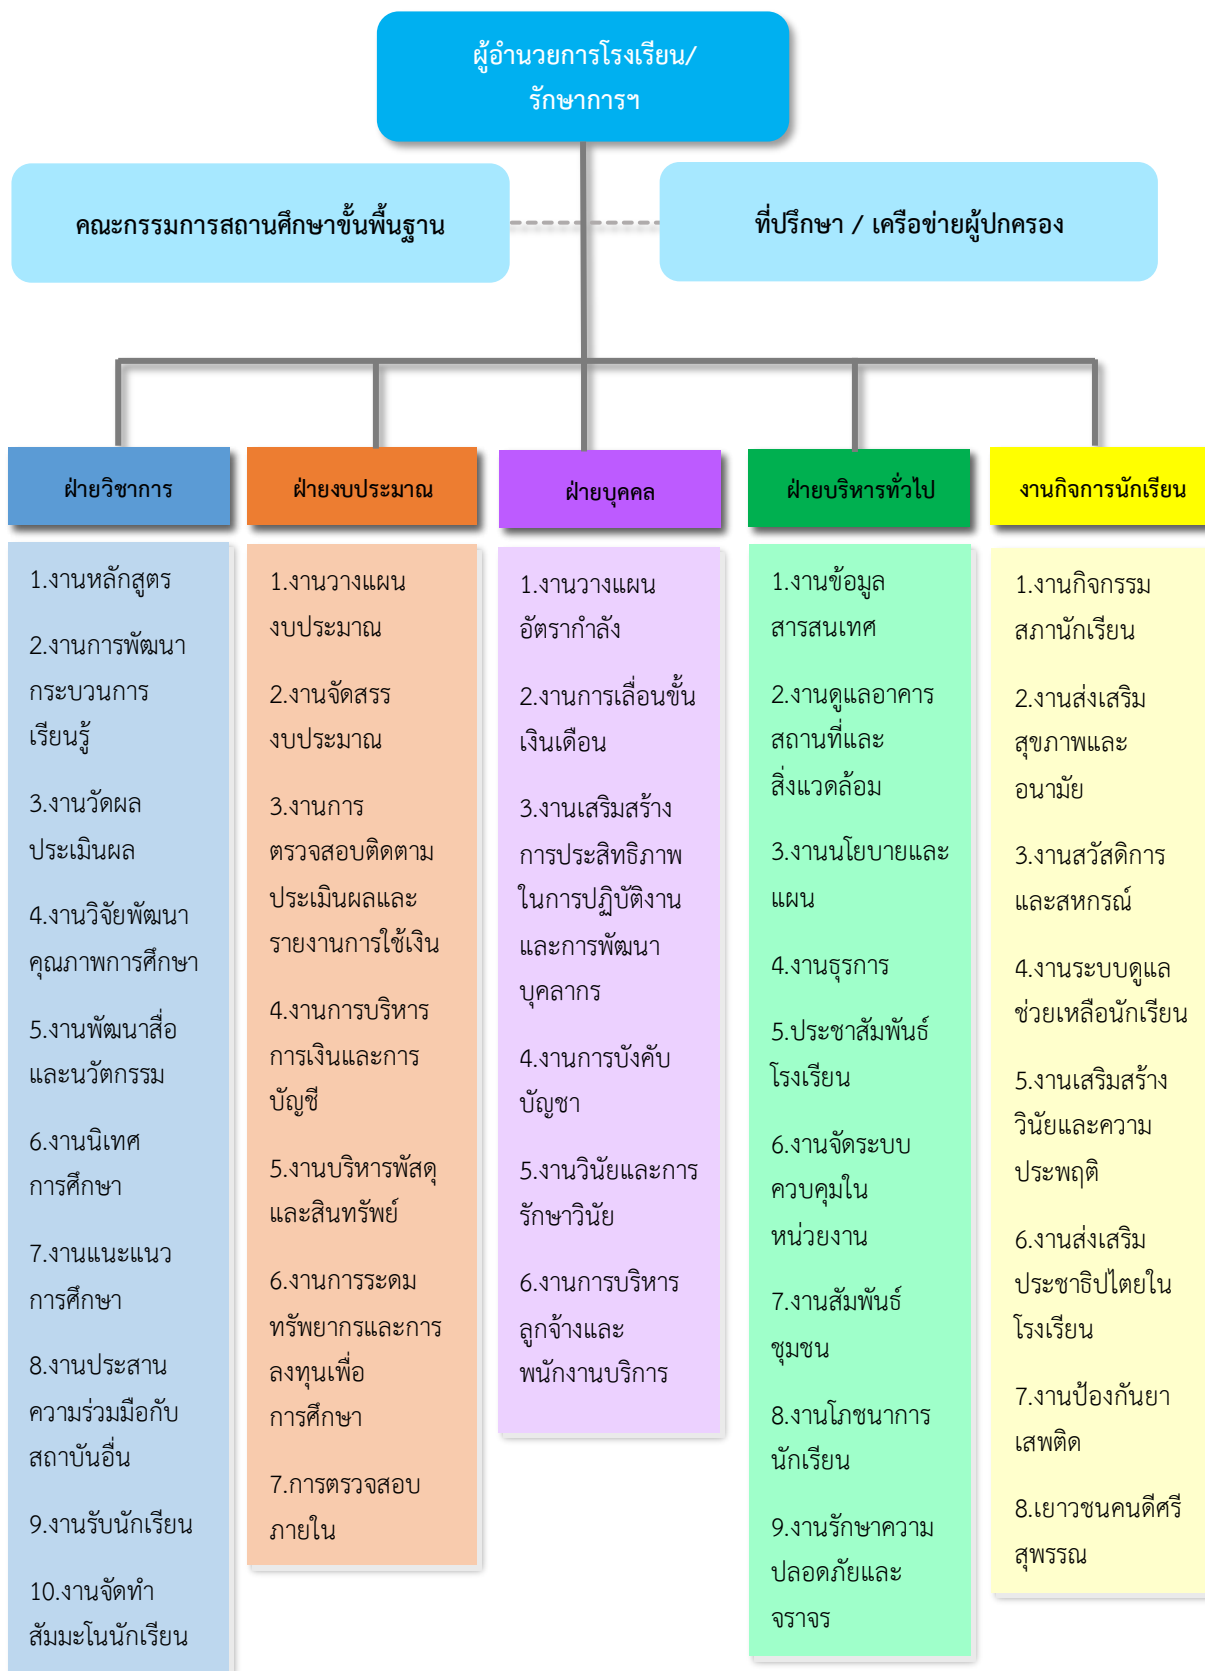 ผู้อำนวยการโรงเรียน/
รักษาการฯ
คณะกรรมการสถานศึกษาขั้นพื้นฐาน
ที่ปรึกษา / เครือข่ายผู้ปกครอง
ฝ่ายวิชาการ
1.งานหลักสูตร
2.งานการพัฒนา
กระบวนการ
เรียนรู้
3.งานวัดผล
ประเมินผล
4.งานวิจัยพัฒนา
คุณภาพการศึกษา
5.งานพัฒนาสื่อ
และนวัตกรรม
6.งานนิเทศ
การศึกษา
7.งานแนะแนว
การศึกษา
8.งานประสาน
ความร่วมมือกับ
สถาบันอื่น
9.งานรับนักเรียน
10.งานจัดทำ
สัมมะโนนักเรียน
ฝ่ายงบประมาณ
1.งานวางแผน
งบประมาณ
2.งานจัดสรร
งบประมาณ
3.งานการ
ตรวจสอบติดตาม
ประเมินผลและ
รายงานการใช้เงิน
4.งานการบริหาร
การเงินและการ
บัญชี
5.งานบริหารพัสดุ
และสินทรัพย์
6.งานการระดม
ทรัพยากรและการ
ลงทุนเพื่อ
การศึกษา
7.การตรวจสอบ
ภายใน
ฝ่ายบุคคล
1.งานวางแผน
อัตรากำลัง
2.งานการเลื่อนขั้น
เงินเดือน
3.งานเสริมสร้าง
การประสิทธิภาพ
ในการปฏิบัติงาน
และการพัฒนา
บุคลากร
4.งานการบังคับ
บัญชา
5.งานวินัยและการ
รักษาวินัย
6.งานการบริหาร
ลูกจ้างและ
พนักงานบริการ
ฝ่ายบริหารทั่วไป
1.งานข้อมูล
สารสนเทศ
2.งานดูแลอาคาร
สถานที่และ
สิ่งแวดล้อม
3.งานนโยบายและ
แผน
4.งานธุรการ
5.ประชาสัมพันธ์
โรงเรียน
6.งานจัดระบบ
ควบคุมใน
หน่วยงาน
7.งานสัมพันธ์
ชุมชน
8.งานโภชนาการ
นักเรียน
9.งานรักษาความ
ปลอดภัยและ
จราจร
งานกิจการนักเรียน
1.งานกิจกรรม
สภานักเรียน
2.งานส่งเสริม
สุขภาพและ
อนามัย
3.งานสวัสดิการ
และสหกรณ์
4.งานระบบดูแล
ช่วยเหลือนักเรียน
5.งานเสริมสร้าง
วินัยและความ
ประพฤติ
6.งานส่งเสริม
ประชาธิปไตยใน
โรงเรียน
7.งานป้องกันยา
เสพติด
8.เยาวชนคนดีศรี
สุพรรณ